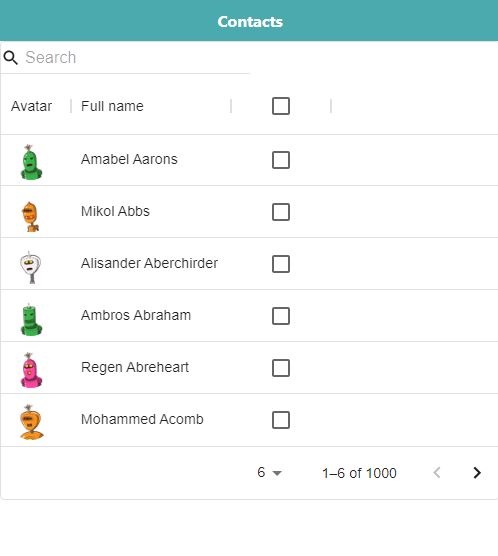 Contacts
Search
Avatar Full name
Amabel Aarons
Mikol Abbs
Alisander Aberchirder
Ambros Abraham
Regen Abreheart
Mohammed Acomb
6 1–6 of 1000